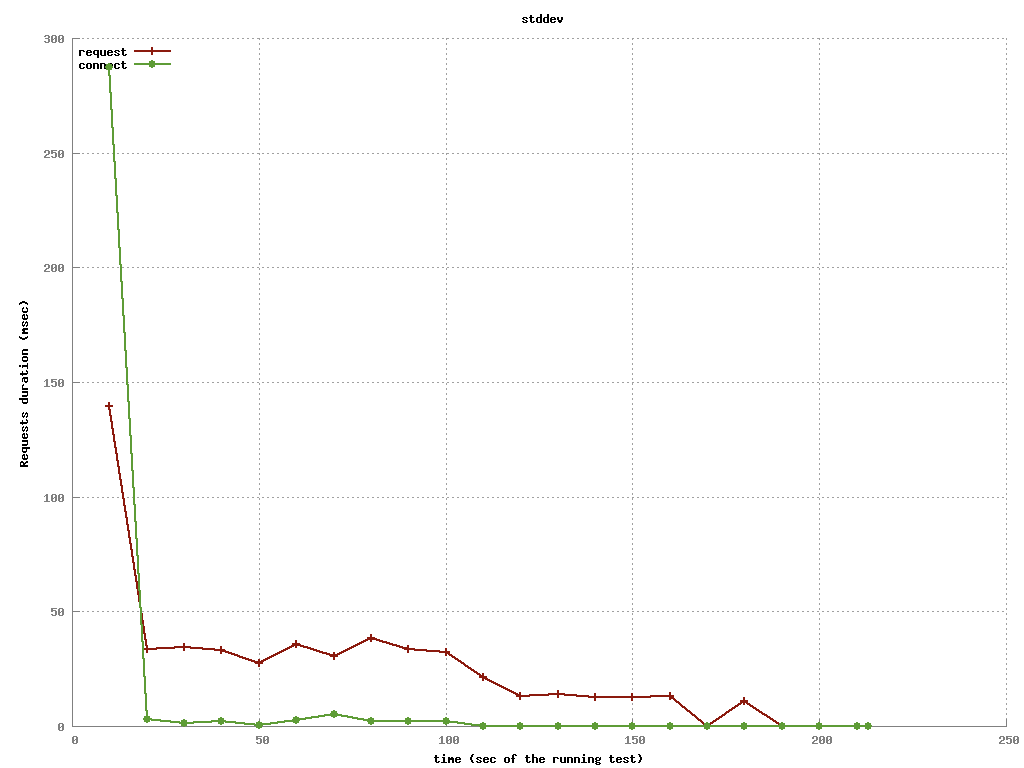 stddev
300
request
connect
250
200
150
100
50
0
0 50 100 150 200 250
Requests duration (msec)
time (sec of the running test)